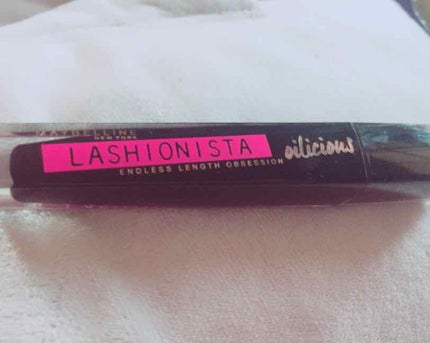 MAYBELLINE
NEW YORK
LASHIONISTA oilicious
ENDLESS LENGTH OBSESSION